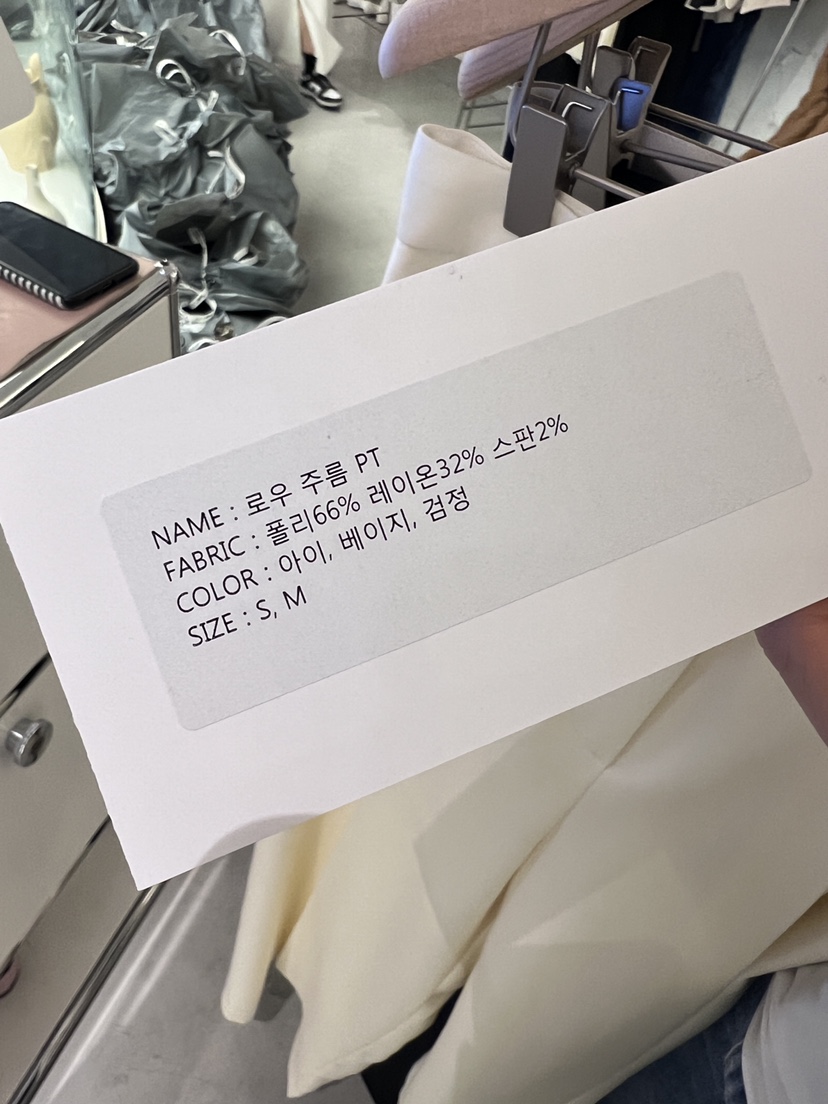 NAME : 로우 주름 PT
FABRIC : 폴리66% 레이온32% 스판2%
COLOR : 아이, 베이지, 검정
SIZE : S, M